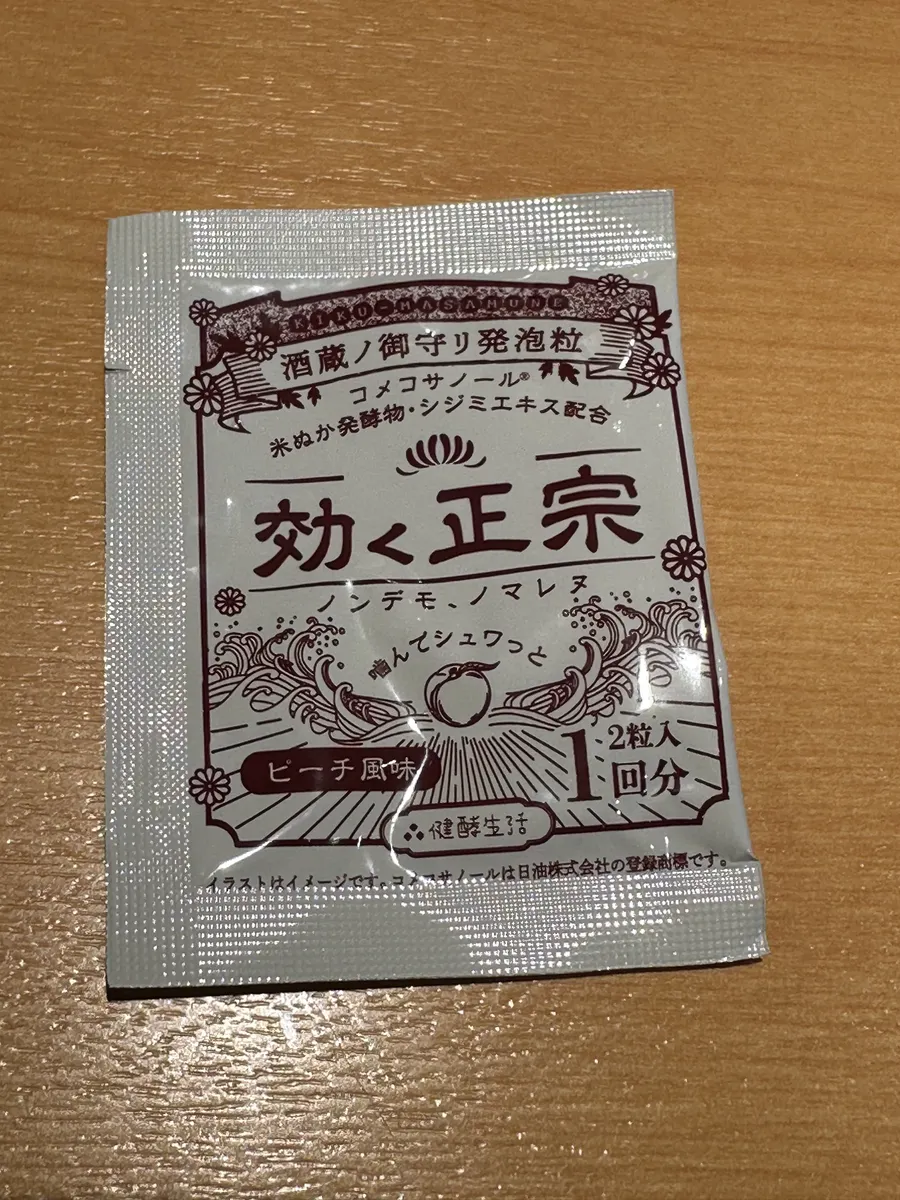 KIKU-MASAMUNE
酒蔵ノ御守リ発泡粒
コメコサノール®
米ぬか発酵物・シジミエキス配合
効く正宗
ノンデモ、ノマレヌ
噛んでシュワっと
ピーチ風味
2粒入
1回分
健酵生活
イラストはイメージです。コメコサノールは日油株式会社の登録商標です。